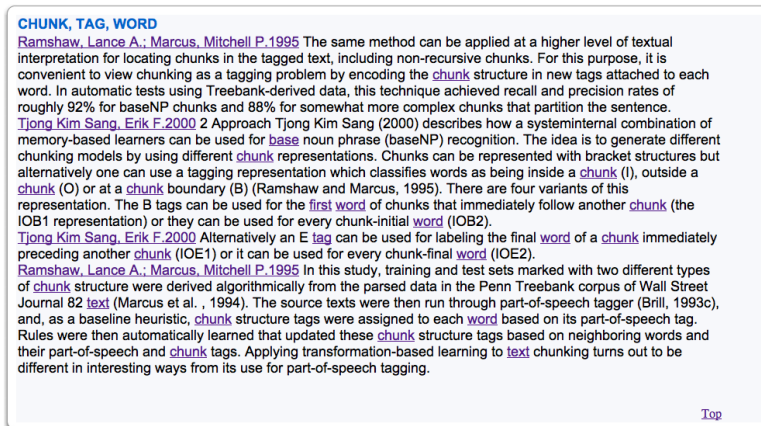 CHUNK, TAG, WORD
Ramshaw, Lance A.; Marcus, Mitchell P.1995 The same method can be applied at a higher level of textual
interpretation for locating chunks in the tagged text, including non-recursive chunks. For this purpose, it is
convenient to view chunking as a tagging problem by encoding the chunk structure in new tags attached to each
word. In automatic tests using Treebank-derived data, this technique achieved recall and precision rates of
roughly 92% for baseNP chunks and 88% for somewhat more complex chunks that partition the sentence.
Tjong Kim Sang, Erik F.2000 2 Approach Tjong Kim Sang (2000) describes how a systeminternal combination of
memory-based learners can be used for base noun phrase (baseNP) recognition. The idea is to generate different
chunking models by using different chunk representations. Chunks can be represented with bracket structures but
alternatively one can use a tagging representation which classifies words as being inside a chunk (I), outside a
chunk (O) or at a chunk boundary (B) (Ramshaw and Marcus, 1995). There are four variants of this
representation. The B tags can be used for the first word of chunks that immediately follow another chunk (the
IOB1 representation) or they can be used for every chunk-initial word (IOB2).
Tjong Kim Sang, Erik F.2000 Alternatively an E tag can be used for labeling the final word of a chunk immediately
preceding another chunk (IOE1) or it can be used for every chunk-final word (IOE2).
Ramshaw, Lance A.; Marcus, Mitchell P.1995 In this study, training and test sets marked with two different types
of chunk structure were derived algorithmically from the parsed data in the Penn Treebank corpus of Wall Street
Journal 82 text (Marcus et al. , 1994). The source texts were then run through part-of-speech tagger (Brill, 1993c),
and, as a baseline heuristic, chunk structure tags were assigned to each word based on its part-of-speech tag.
Rules were then automatically learned that updated these chunk structure tags based on neighboring words and
their part-of-speech and chunk tags. Applying transformation-based learning to text chunking turns out to be
different in interesting ways from its use for part-of-speech tagging.
Top